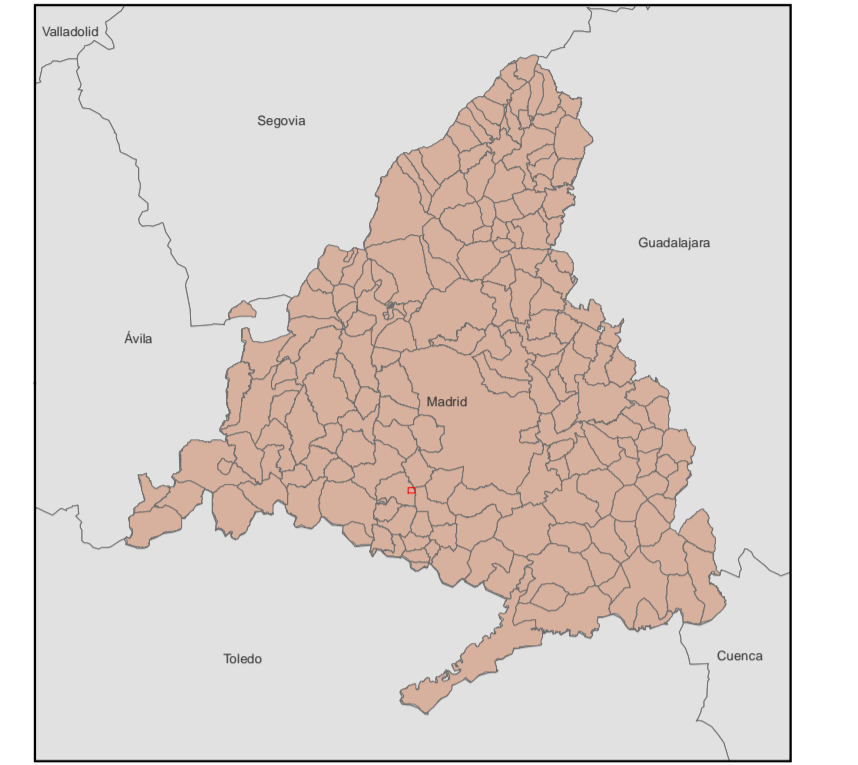 Valladolid
Segovia
Guadalajara
Ávila
Madrid
Toledo
Cuenca